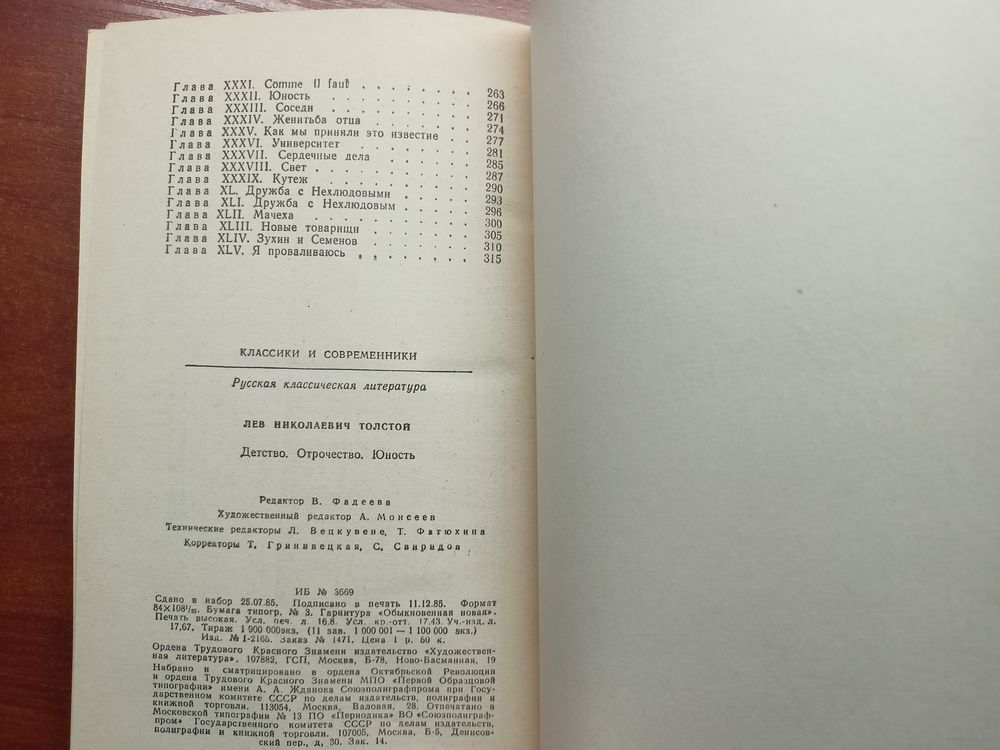 Глава XXXI. Comme il faut . . . . . . . 263
Глава XXXII. Юность . . . . . . . . 266
Глава XXXIII. Соседи . . . . . . . . 271
Глава XXXIV. Женитьба отца . . . . . . 274
Глава XXXV. Как мы приняли это известие . . 277
Глава XXXVI. Университет . . . . . . . 281
Глава XXXVII. Сердечные дела . . . . . . 285
Глава XXXVIII. Свет . . . . . . . . . 287
Глава XXXIX. Кутеж . . . . . . . . 290
Глава XL. Дружба с Нехлюдовыми . . . . 293
Глава XLI. Дружба с Нехлюдовым . . . . . 296
Глава XLII. Мачеха . . . . . . . . 300
Глава XLIII. Новые товарищи . . . . . . 305
Глава XLIV. Зухин и Семенов . . . . . . 310
Глава XLV. Я проваливаюсь . . . . . . . 315
КЛАССИКИ И СОВРЕМЕННИКИ
Русская классическая литература
ЛЕВ НИКОЛАЕВИЧ ТОЛСТОЙ
Детство. Отрочество. Юность
Редактор В. Фадеева
Художественный редактор А. Моисеев
Технические редакторы Л. Вецкувене, Т. Фатюхина
Корректоры Т. Гринивецкая, С. Свиридов
ИБ № 3669
Сдано в набор 25.07.85. Подписано в печать 11.12.85. Формат
84×108¹/₃₂. Бумага типогр. № 3. Гарнитура «Обыкновенная новая».
Печать высокая. Усл. печ. л. 16,8. Усл. кр.-отт. 17,43. Уч.-изд. л.
17,67. Тираж 1 900 000экз. (11 зав. 1 000 001—1 100 000 экз.)
Изд. № I-2165. Заказ № 1471. Цена 1 р. 60 к.
Ордена Трудового Красного Знамени издательство «Художествен-
ная литература». 107882, ГСП, Москва, Б-78, Ново-Басманная, 19
Набрано и сматрицировано в ордена Октябрьской Революции
и ордена Трудового Красного Знамени МПО «Первой Образцовой
типографии» имени А. А. Жданова Союзполиграфпрома при Госу-
дарственном комитете СССР по делам издательств, полиграфии и
книжной торговли. 113054, Москва, Валовая, 28. Отпечатано в
Московской типографии № 13 ПО «Периодика» ВО «Союзполиграф-
пром» Государственного комитета СССР по делам издательств,
полиграфии и книжной торговли. 107005, Москва, Б-5, Денисов-
ский пер., д. 30. Зак. 14.